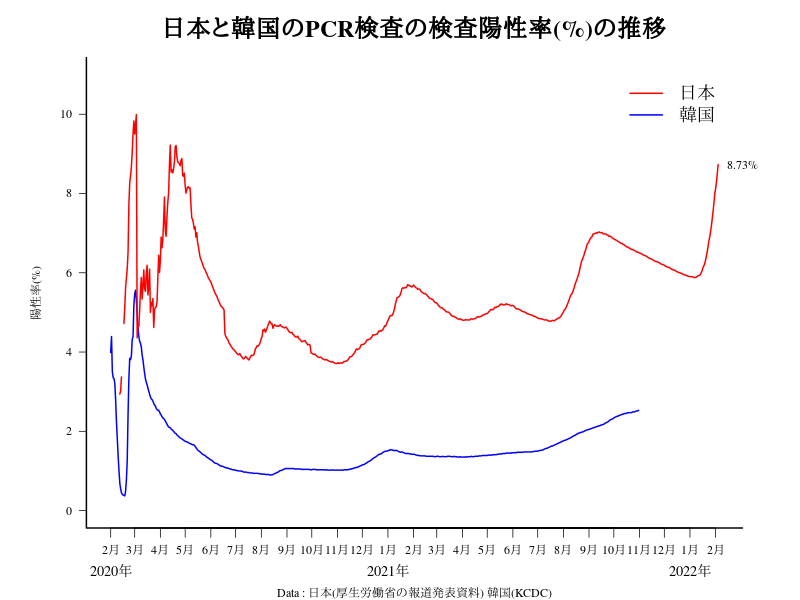 日本と韓国のPCR検査の検査陽性率(%)の推移
日本
韓国
8.73%
陽性率(%)
10
8
6
4
2
0
2月 3月 4月 5月 6月 7月 8月 9月 10月 11月 12月 1月 2月 3月 4月 5月 6月 7月 8月 9月 10月 11月 12月 1月 2月
2020年 2021年 2022年
Data : 日本(厚生労働省の報道発表資料) 韓国(KCDC)